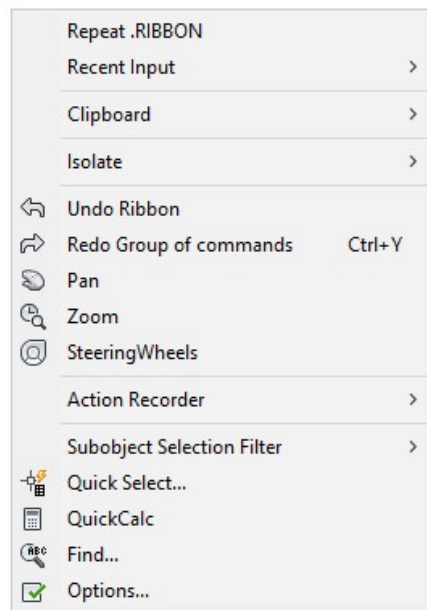 Repeat .RIBBON
Recent Input
Clipboard
Isolate
Undo Ribbon
Redo Group of commands Ctrl+Y
Pan
Zoom
SteeringWheels
Action Recorder
Subobject Selection Filter
Quick Select...
QuickCalc
ABC Find...
Options...